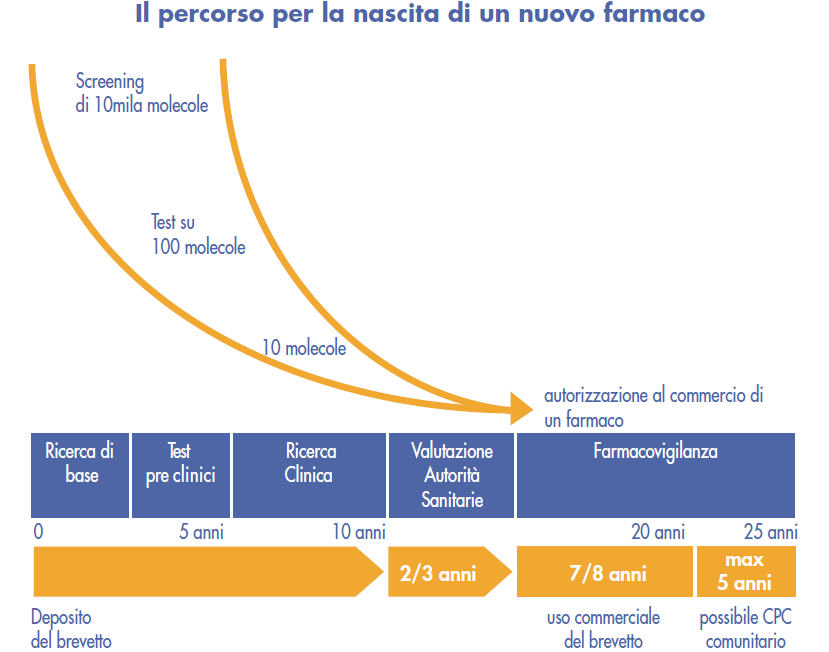 Il percorso per la nascita di un nuovo farmaco
Screening
di 10mila molecole
Test su
100 molecole
10 molecole
autorizzazione al commercio di
un farmaco
Ricerca di
base
Test
pre clinici
Ricerca
Clinica
Valutazione
Autorità
Sanitarie
Farmacovigilanza
0
5 anni
10 anni
20 anni
25 anni
2/3 anni
7/8 anni
max
5 anni
Deposito
del brevetto
uso commerciale
del brevetto
possibile CPC
comunitario